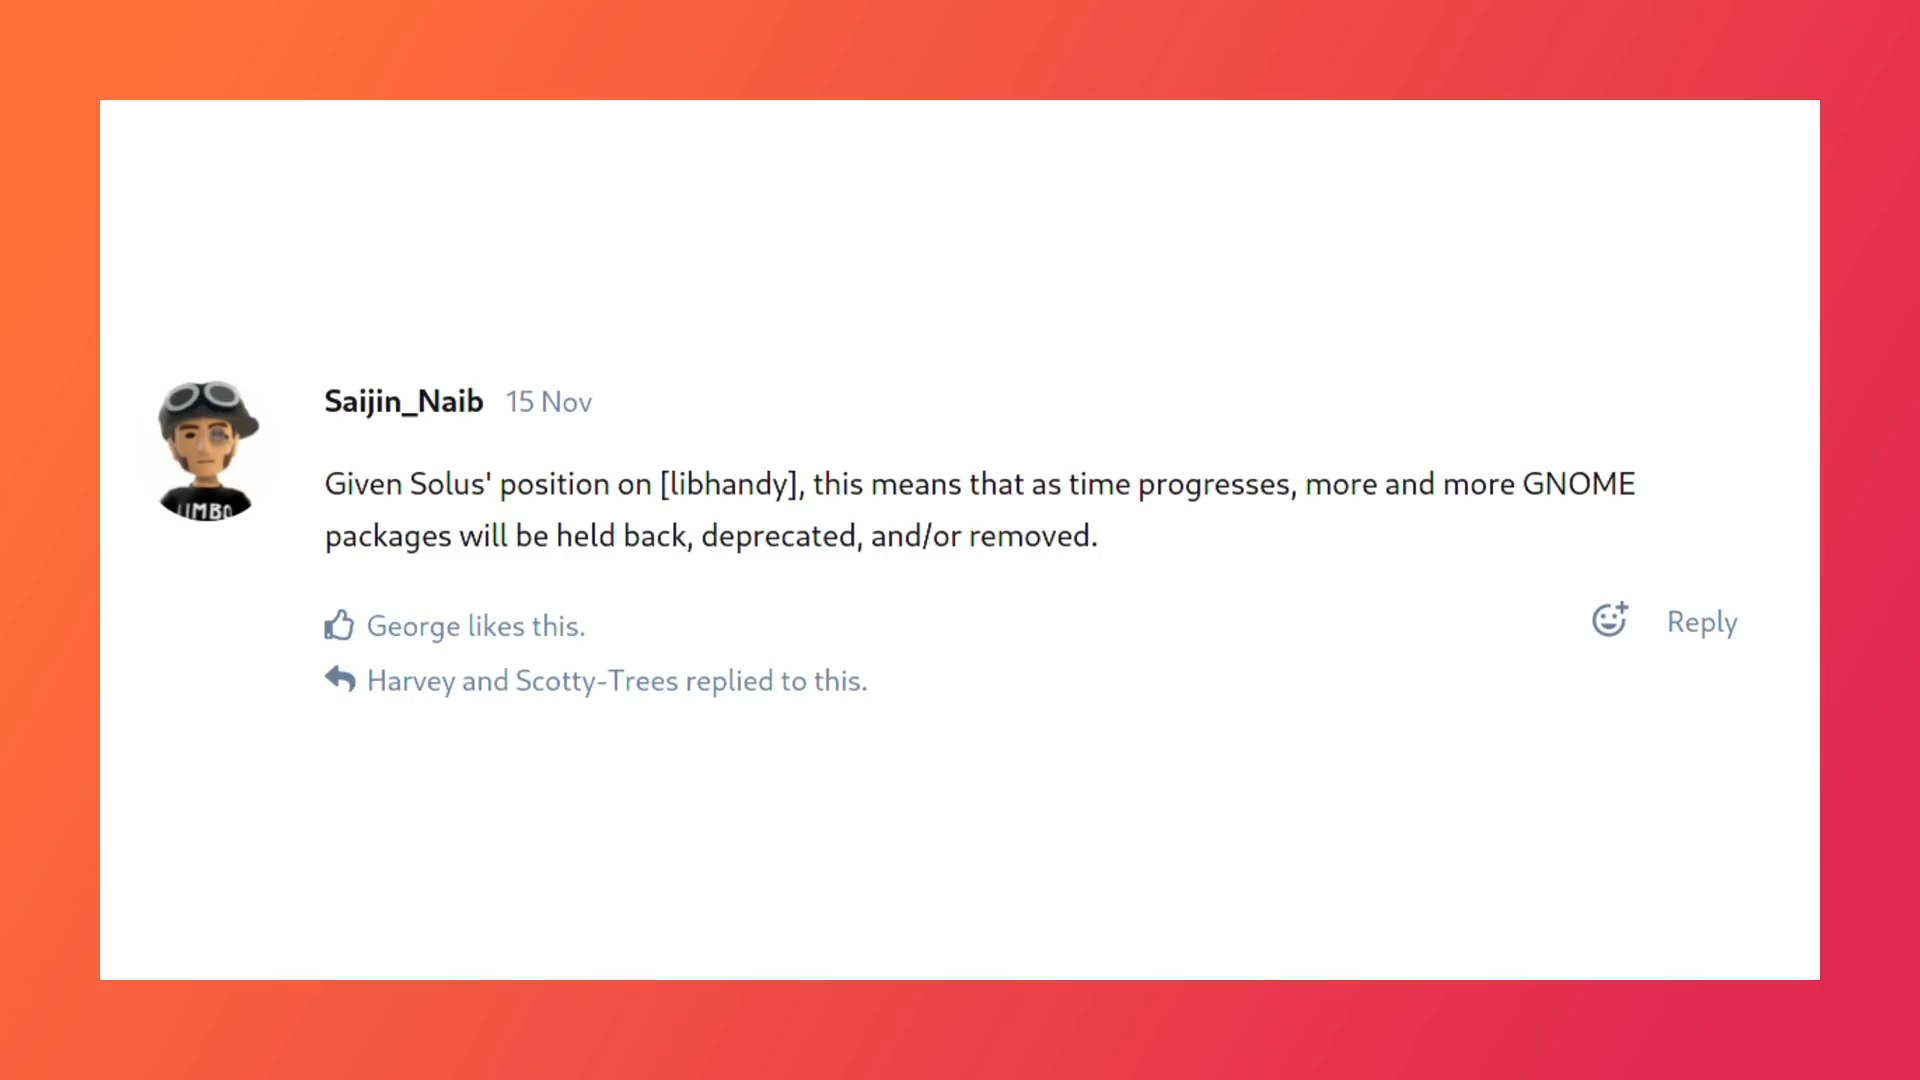 Saijin_Naib 15 Nov
Given Solus' position on [libhandy], this means that as time progresses, more and more GNOME
packages will be held back, deprecated, and/or removed.
George likes this.
Reply
Harvey and Scotty-Trees replied to this.